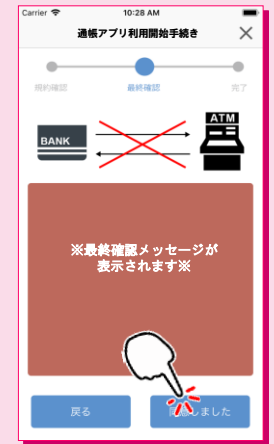 Carrier 10:28 AM
通帳アプリ利用開始手続き
規約確認 最終確認 完了
BANK
ATM
※最終確認メッセージが
表示されます※
戻る
しました